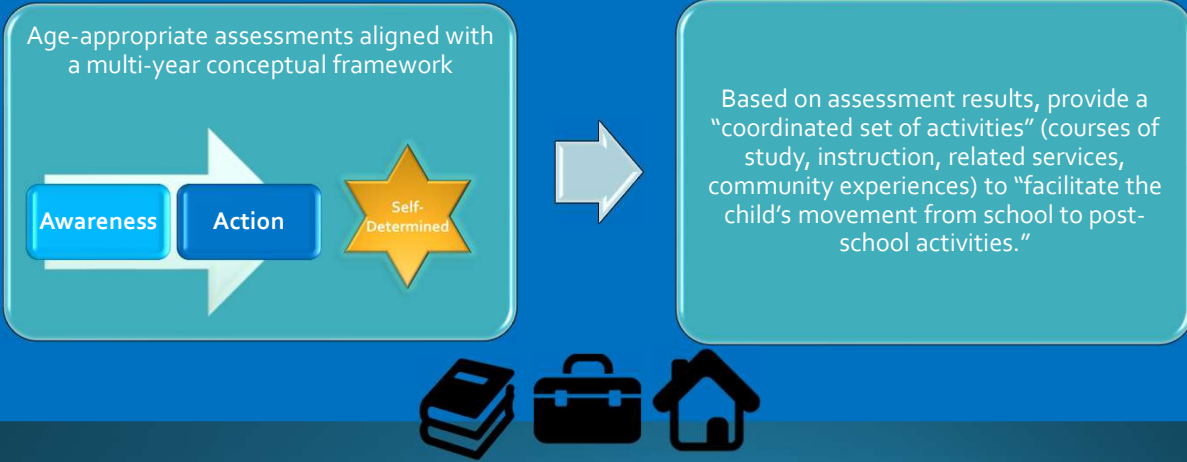 Age-appropriate assessments aligned with
a multi-year conceptual framework
Awareness
Action
Self-
Determined
Based on assessment results, provide a
“coordinated set of activities” (courses of
study, instruction, related services,
community experiences) to “facilitate the
child’s movement from school to post-
school activities.”